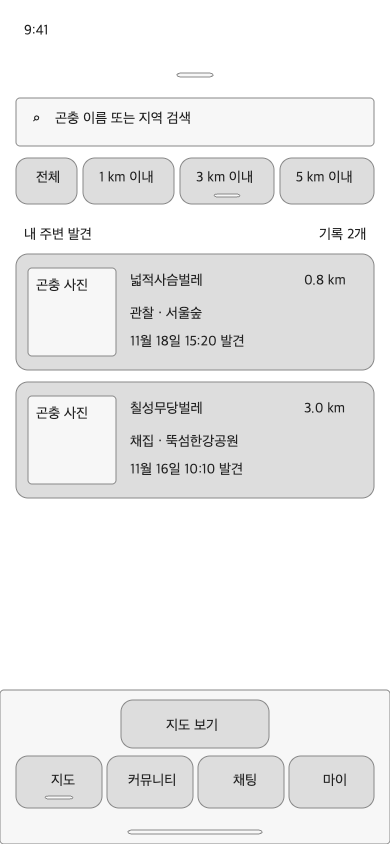 9:41
곤충 이름 또는 지역 검색
전체 1 km 이내 3 km 이내 5 km 이내
내 주변 발견 기록 2개
곤충 사진
넓적사슴벌레 0.8 km
관찰 · 서울숲
11월 18일 15:20 발견
곤충 사진
칠성무당벌레 3.0 km
채집 · 뚝섬한강공원
11월 16일 10:10 발견
지도 보기
지도 커뮤니티 채팅 마이